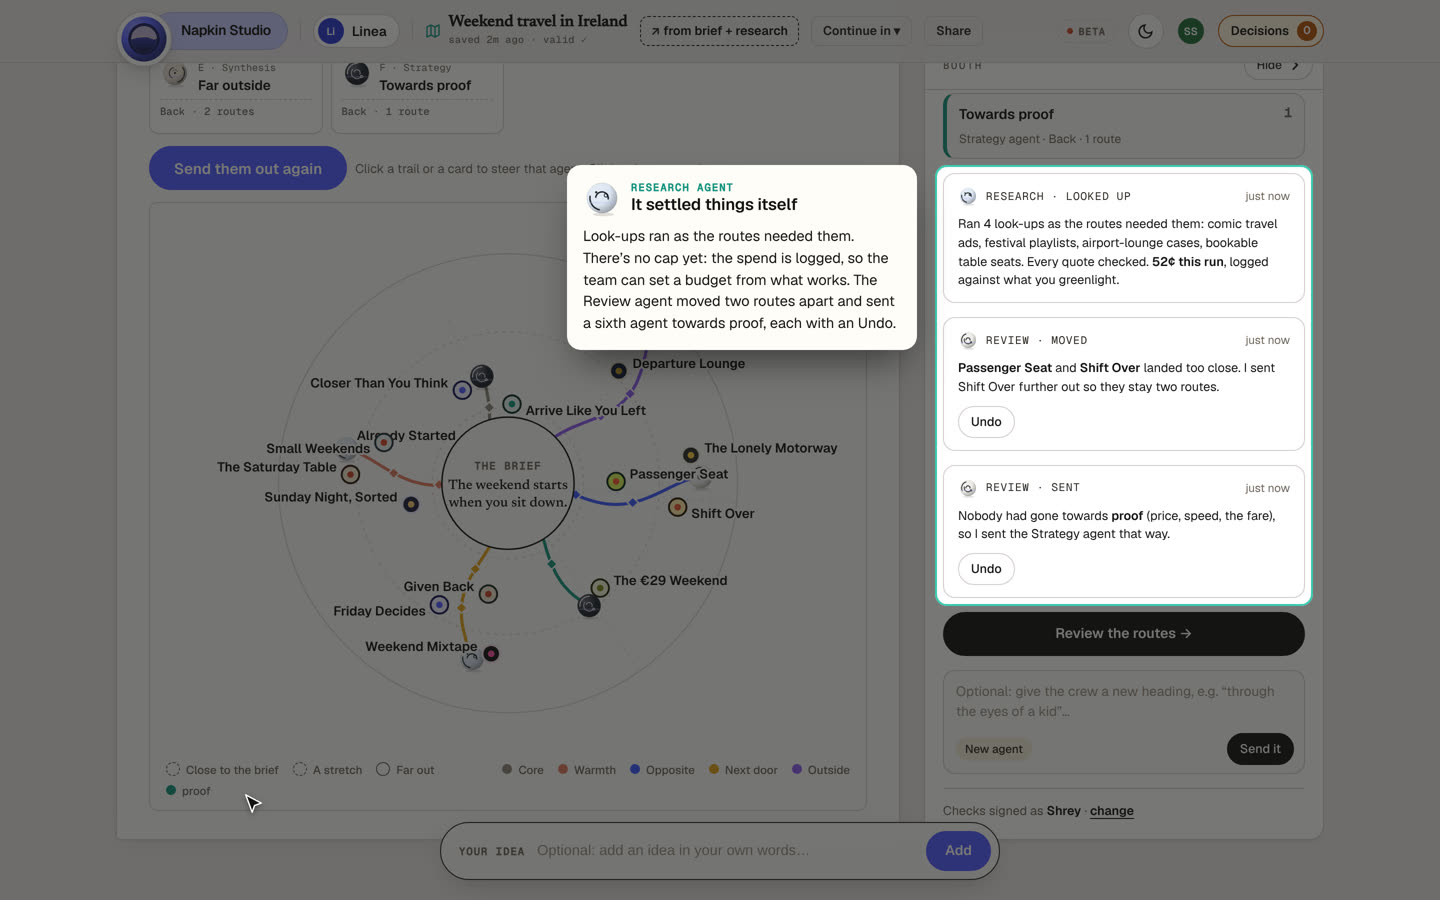 Napkin Studio
Li Linea
Weekend travel in Ireland
saved 2m ago · valid ✓
↗ from brief + research
Continue in ▾
Share
BETA
SS
Decisions 0
E · Synthesis
Far outside
Back · 2 routes
F · Strategy
Towards proof
Back · 1 route
Send them out again
Click a trail or a card to steer that age
RESEARCH AGENT
It settled things itself
Look-ups ran as the routes needed them.
There’s no cap yet: the spend is logged, so the
team can set a budget from what works. The
Review agent moved two routes apart and sent
a sixth agent towards proof, each with an Undo.
Departure Lounge
Closer Than You Think
Arrive Like You Left
Already Started
Small Weekends
The Saturday Table
Sunday Night, Sorted
THE BRIEF
The weekend starts
when you sit down.
The Lonely Motorway
Passenger Seat
Shift Over
Given Back
Friday Decides
Weekend Mixtape
The €29 Weekend
Close to the brief
A stretch
Far out
Core
Warmth
Opposite
Next door
Outside
proof
BOOTH
Hide
Towards proof
1
Strategy agent · Back · 1 route
RESEARCH · LOOKED UP
just now
Ran 4 look-ups as the routes needed them: comic travel
ads, festival playlists, airport-lounge cases, bookable
table seats. Every quote checked. 52¢ this run, logged
against what you greenlight.
REVIEW · MOVED
just now
Passenger Seat and Shift Over landed too close. I sent
Shift Over further out so they stay two routes.
Undo
REVIEW · SENT
just now
Nobody had gone towards proof (price, speed, the fare),
so I sent the Strategy agent that way.
Undo
Review the routes →
Optional: give the crew a new heading, e.g. “through
the eyes of a kid”…
New agent
Send it
Checks signed as Shrey · change
YOUR IDEA
Optional: add an idea in your own words…
Add